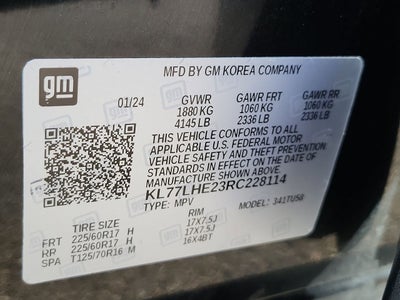 gm
MFD BY GM KOREA COMPANY
01/24 GVWR GAWR FRT GAWR RR
1880 KG 1060 KG 1060 KG
4145 LB 2336 LB 2336 LB
THIS VEHICLE CONFORMS TO ALL
APPLICABLE U.S. FEDERAL MOTOR
VEHICLE SAFETY AND THEFT PREVENTION
STANDARDS IN EFFECT ON THE DATE OF
MANUFACTURE SHOWN ABOVE.
KL77LHE23RC228114
TYPE: MPV MODEL: 341TU58
TIRE SIZE RIM
FRT 225/60R17 H 17X7.5J
RR 225/60R17 H 17X7.5J
SPA T125/70R16 M 16X4BT